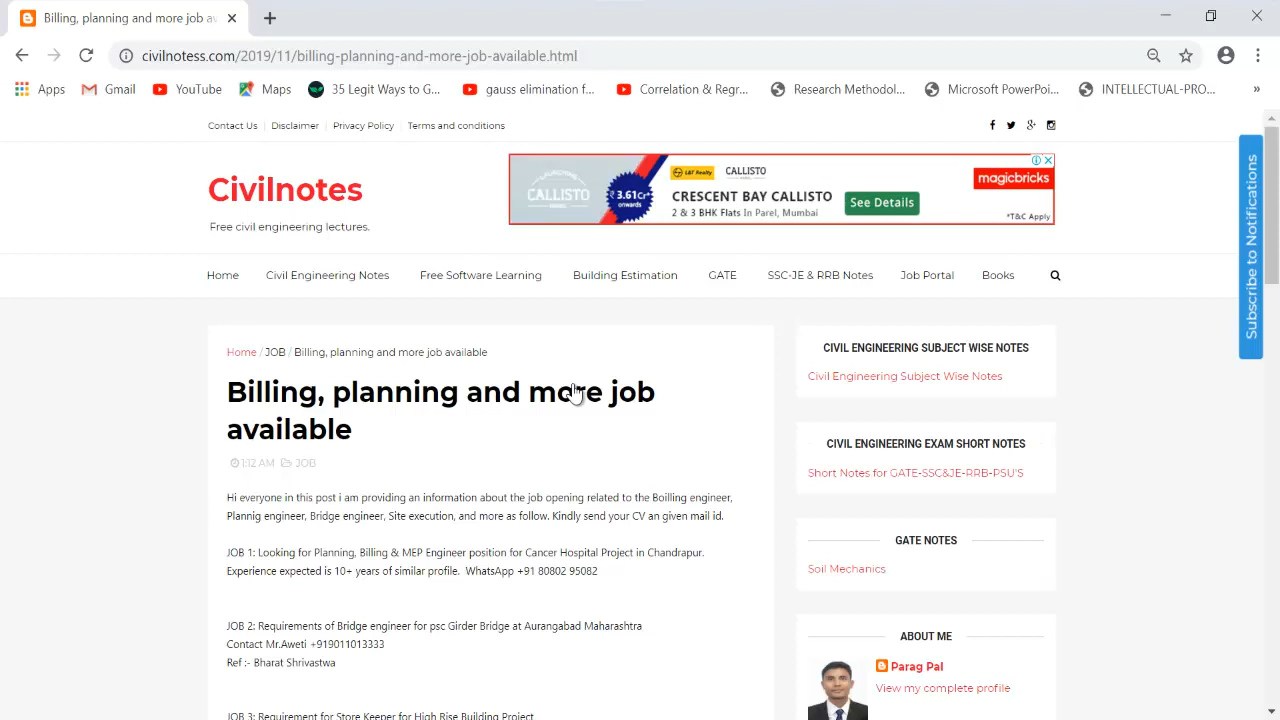 Billing, planning and more job av
civilnotess.com/2019/11/billing-planning-and-more-job-available.html
Apps Gmail YouTube Maps 35 Legit Ways to G... gauss elimination f... Correlation & Regr... Research Methodol... Microsoft PowerPoi... INTELLECTUAL-PRO... »
Contact Us Disclaimer Privacy Policy Terms and conditions
Civilnotes
Free civil engineering lectures.
CALLISTO
₹ 3.61Cr*
onwards
L&T Realty CALLISTO
CRESCENT BAY CALLISTO
2 & 3 BHK Flats In Parel, Mumbai
See Details
magicbricks
*T&C Apply
Subscribe to Notifications
Home Civil Engineering Notes Free Software Learning Building Estimation GATE SSC-JE & RRB Notes Job Portal Books
Home / JOB / Billing, planning and more job available
Billing, planning and more job
available
1:12 AM JOB
Hi everyone in this post i am providing an information about the job opening related to the Boilling engineer,
Plannig engineer, Bridge engineer, Site execution, and more as follow. Kindly send your CV an given mail id.
JOB 1: Looking for Planning, Billing & MEP Engineer position for Cancer Hospital Project in Chandrapur.
Experience expected is 10+ years of similar profile. WhatsApp +91 80802 95082
JOB 2: Requirements of Bridge engineer for psc Girder Bridge at Aurangabad Maharashtra
Contact Mr.Aweti +919011013333
Ref :- Bharat Shrivastwa
JOB 3: Requirement for Store Keeper for High Rise Building Project
CIVIL ENGINEERING SUBJECT WISE NOTES
Civil Engineering Subject Wise Notes
CIVIL ENGINEERING EXAM SHORT NOTES
Short Notes for GATE-SSC&JE-RRB-PSU'S
GATE NOTES
Soil Mechanics
ABOUT ME
Parag Pal
View my complete profile